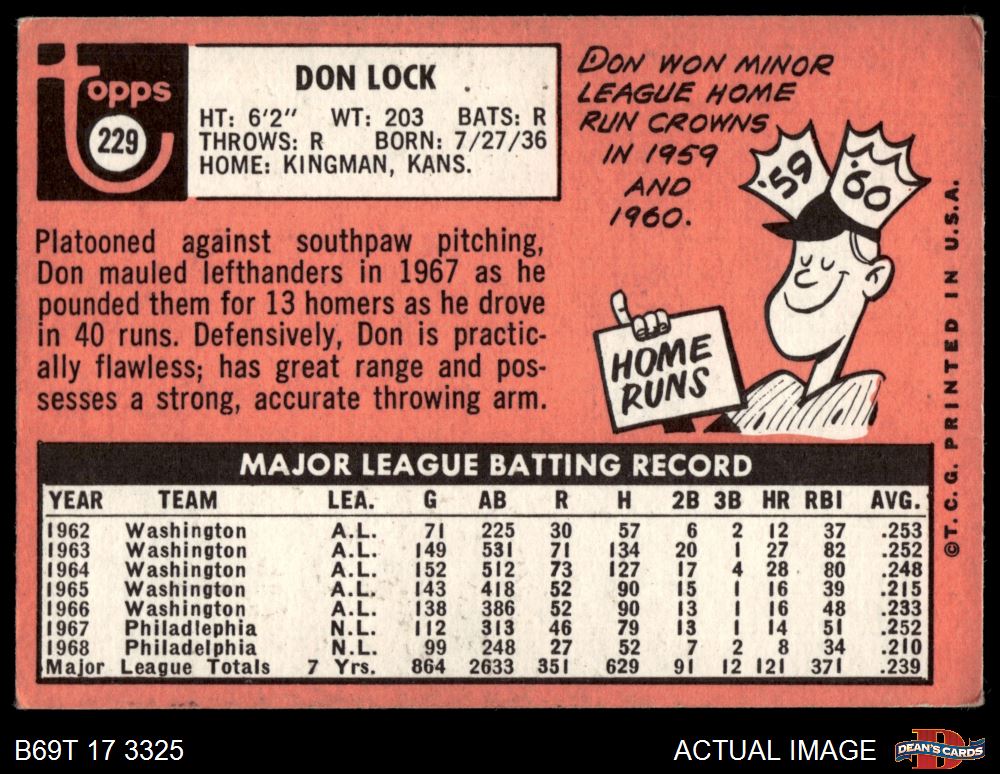 Topps
229
DON LOCK
HT: 6'2" WT: 203 BATS: R
THROWS: R BORN: 7/27/36
HOME: KINGMAN, KANS.
DON WON MINOR
LEAGUE HOME
RUN CROWNS
IN 1959
AND
1960.
'59
'60
HOME
RUNS
Platooned against southpaw pitching,
Don mauled lefthanders in 1967 as he
pounded them for 13 homers as he drove
in 40 runs. Defensively, Don is practic-
ally flawless; has great range and pos-
sesses a strong, accurate throwing arm.
MAJOR LEAGUE BATTING RECORD
YEAR TEAM LEA. G AB R H 2B 3B HR RBI AVG.
1962 Washington A.L. 71 225 30 57 6 2 12 37 .253
1963 Washington A.L. 149 531 71 134 20 1 27 82 .252
1964 Washington A.L. 152 512 73 127 17 4 28 80 .248
1965 Washington A.L. 143 418 52 90 15 1 16 39 .215
1966 Washington A.L. 138 386 52 90 13 1 16 48 .233
1967 Philadlephia N.L. 112 313 46 79 13 1 14 51 .252
1968 Philadelphia N.L. 99 248 27 52 7 2 8 34 .210
Major League Totals 7 Yrs. 864 2633 351 629 91 12 121 371 .239
©T.C.G. PRINTED IN U.S.A.
B69T 17 3325
ACTUAL IMAGE
DEAN'S CARDS